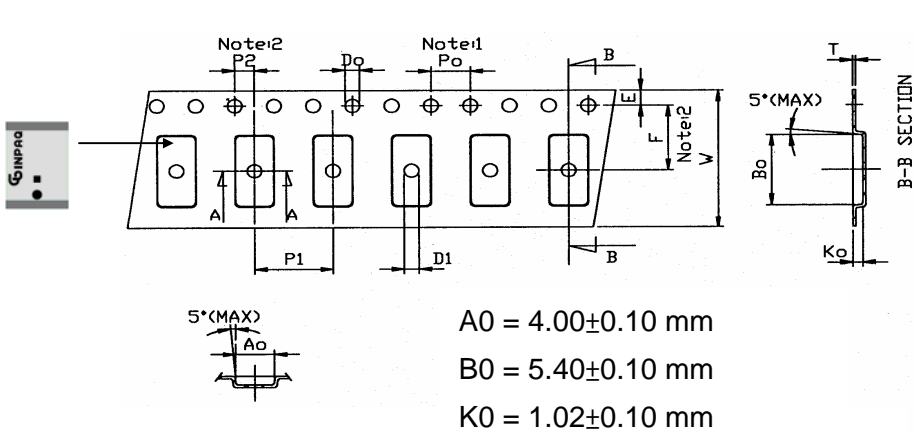 Note:2
P2
Do
Note:1
Po
B
E
F
Note:2
W
T
5°(MAX)
Bo
B-B SECTION
Ko
INPAQ
A
A
P1
D1
B
5°(MAX)
Ao
A0 = 4.00±0.10 mm
B0 = 5.40±0.10 mm
K0 = 1.02±0.10 mm